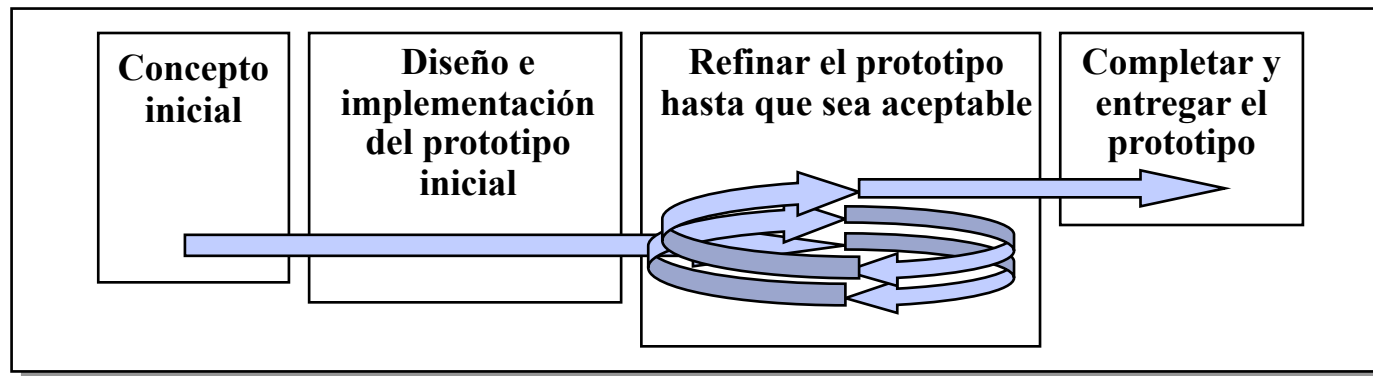 Concepto
inicial
Diseño e
implementación
del prototipo
inicial
Refinar el prototipo
hasta que sea aceptable
Completar y
entregar el
prototipo